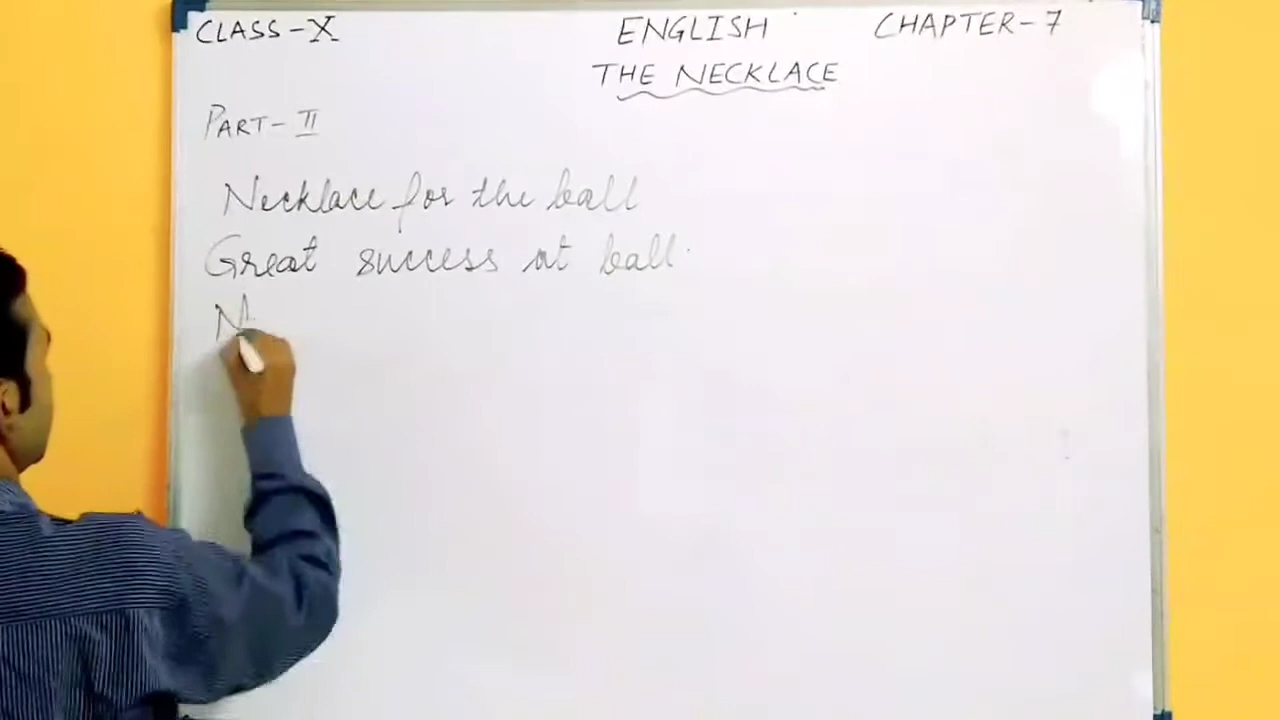 CLASS-X ENGLISH CHAPTER-7
THE NECKLACE
PART-II
Necklace for the ball
Great success at ball.
N